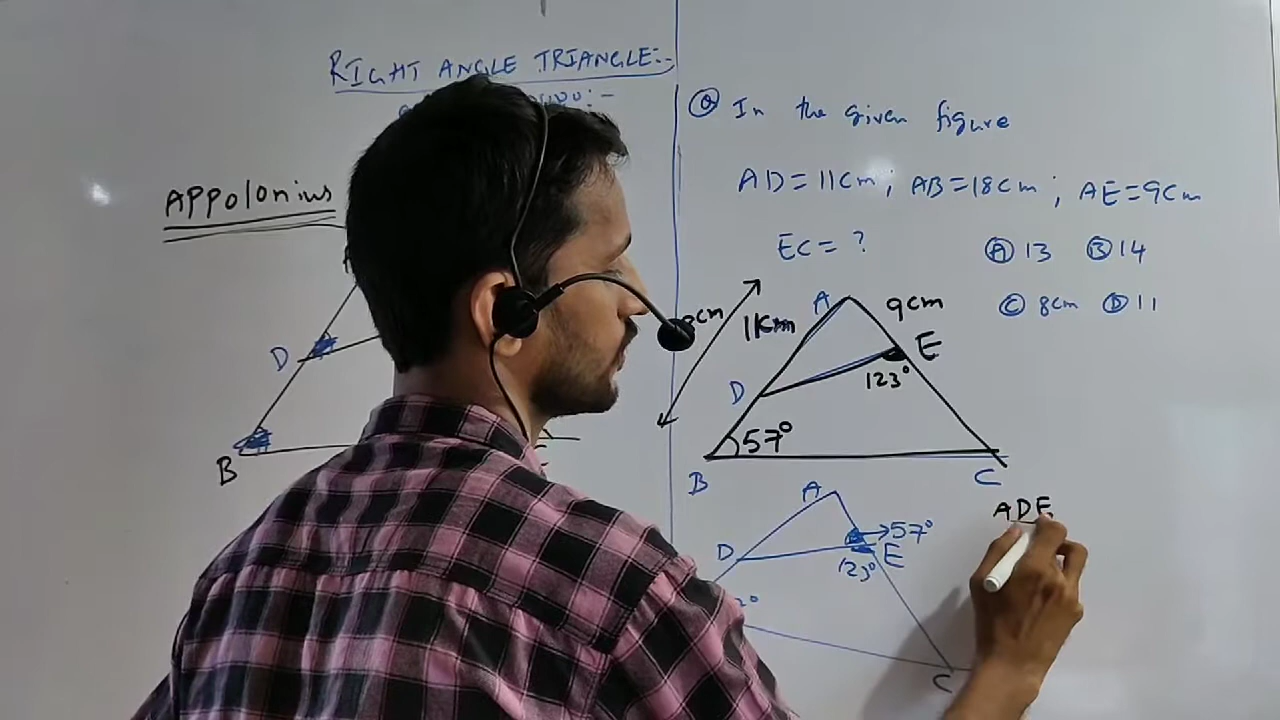 RIGHT ANGLE TRIANGLE:-
APPOLONIUS
D
B
Q In the given figure
AD=11cm; AB=18cm; AE=9cm
EC= ? A 13 B 14
C 8cm D 11
A 9cm
11cm
E
D 123°
57°
B C
A ADE
57°
D E
123°
C